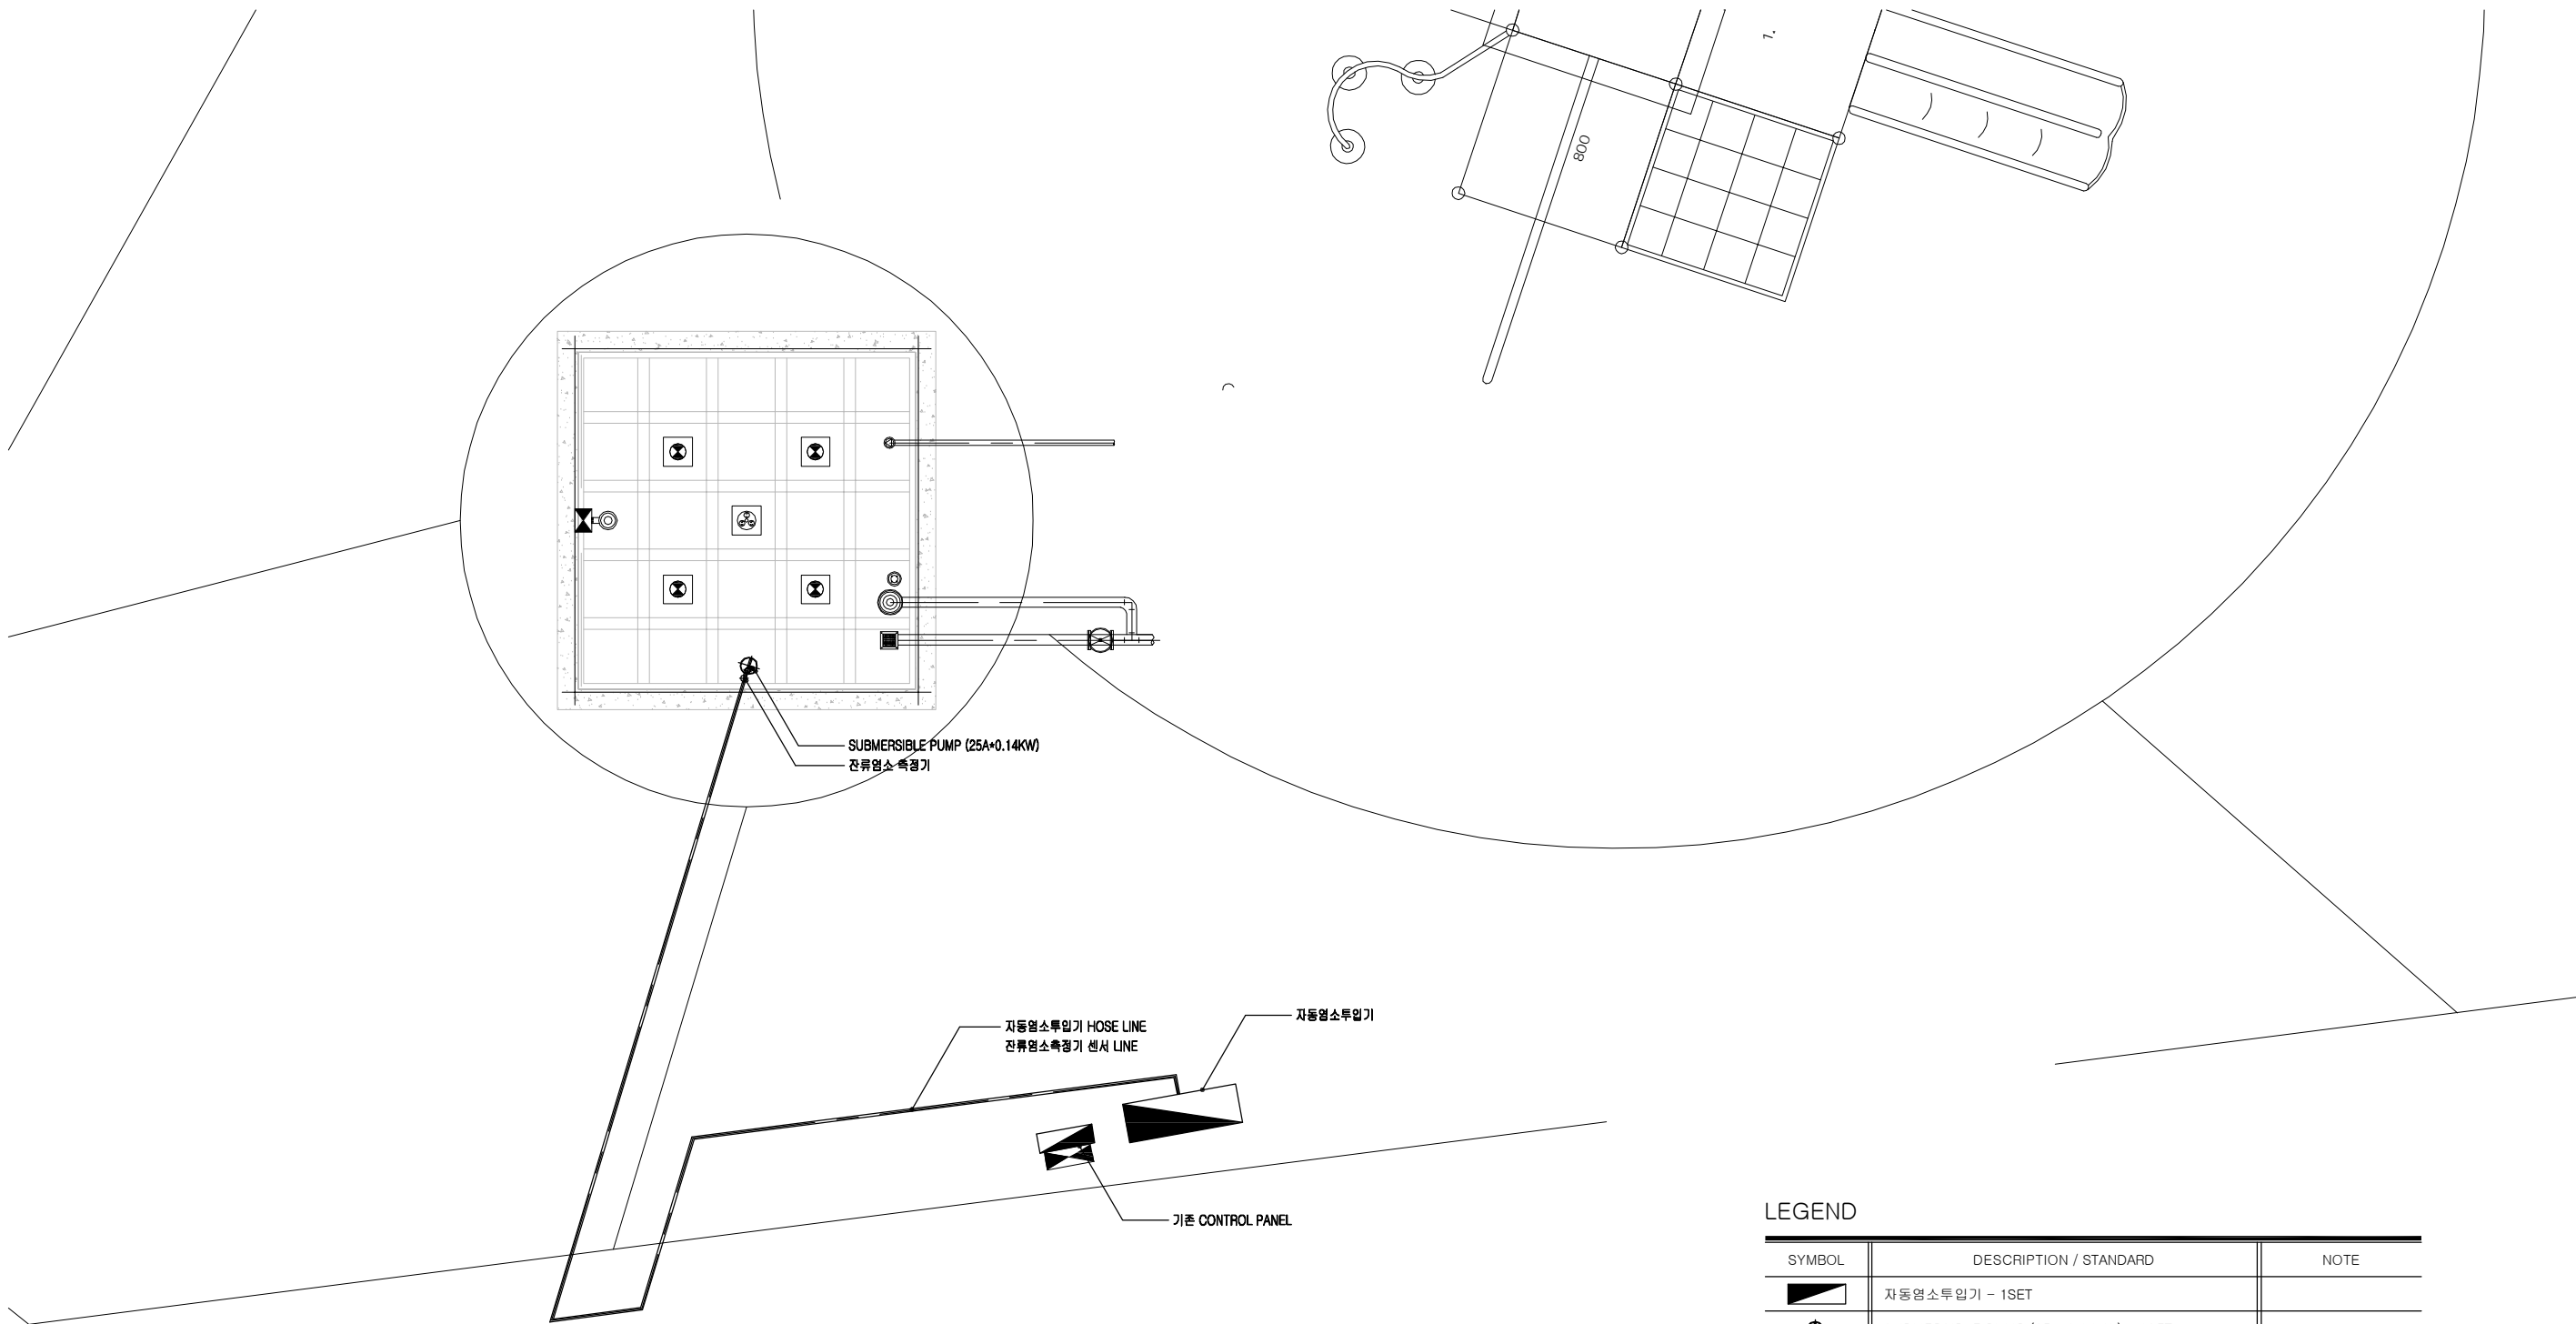 1.
800
SUBMERSIBLE PUMP (25A*0.14KW)
잔류염소 측정기
자동염소투입기 HOSE LINE
잔류염소측정기 센서 LINE
자동염소투입기
기존 CONTROL PANEL
LEGEND
SYMBOL DESCRIPTION / STANDARD NOTE
자동염소투입기 - 1SET